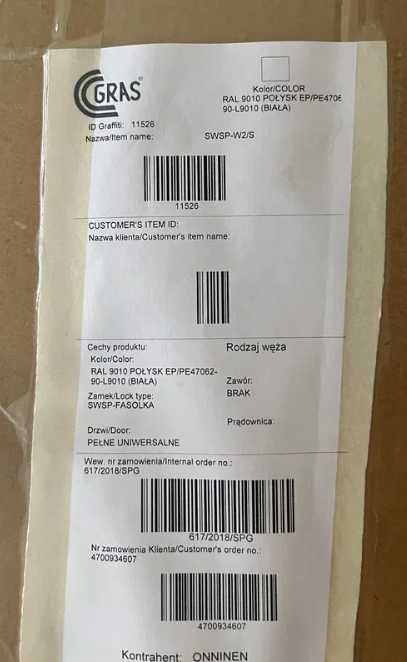 GRAS®
Kolor/COLOR
RAL 9010 POŁYSK EP/PE4706
90-L9010 (BIAŁA)
ID Graffiti: 11526
Nazwa/Item name: SWSP-W2/S
11526
CUSTOMER'S ITEM ID:
Nazwa klienta/Customer's item name:
Cechy produktu: Rodzaj węża
Kolor/Color:
RAL 9010 POŁYSK EP/PE47062-
90-L9010 (BIAŁA)
Zawór:
BRAK
Zamek/Lock type:
SWSP-FASOLKA
Prądownica:
Drzwi/Door:
PEŁNE UNIWERSALNE
Wew. nr zamowienia/Internal order no.:
617/2018/SPG
617/2018/SPG
Nr zamowienia Klienta/Customer's order no.:
4700934607
4700934607
Kontrahent: ONNINEN